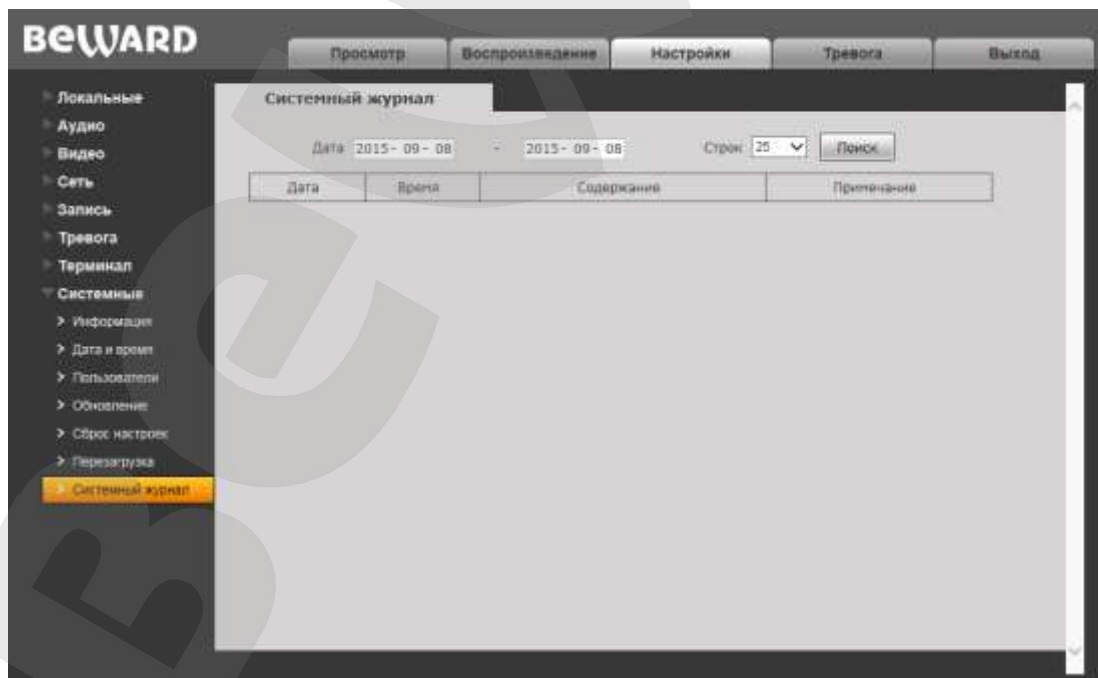 BEWARD
Просмотр Воспроизведение Настройки Тревога Выход
Локальные
Аудио
Видео
Сеть
Запись
Тревога
Терминал
Системные
Информация
Дата и время
Пользователи
Обновление
Сброс настроек
Перезагрузка
Системный журнал
Системный журнал
Дата 2015-09-08 - 2015-09-08 Строк 25 Поиск
Дата Время Содержание Примечание